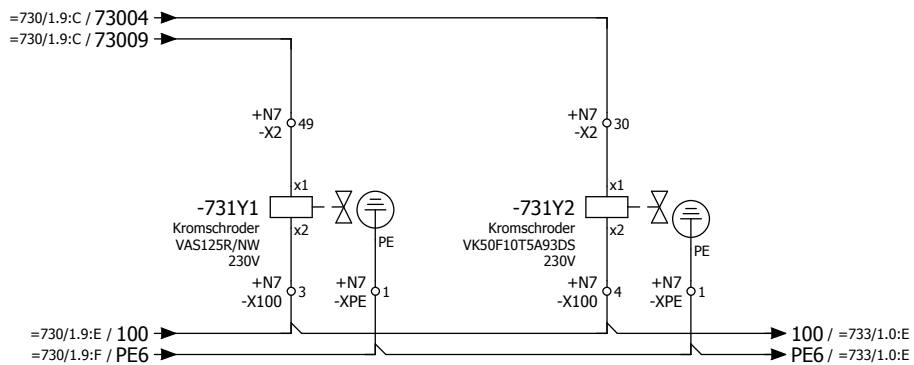 =730/1.9:C / 73004
=730/1.9:C / 73009
+N7
-X2
49
+N7
-X2
30
x1
-731Y1
x2
Kromschroder
VAS125R/NW
230V
PE
x1
-731Y2
x2
Kromschroder
VK50F10T5A93DS
230V
PE
+N7
-X100
3
+N7
-XPE
1
+N7
-X100
4
+N7
-XPE
1
=730/1.9:E / 100
100 / =733/1.0:E
=730/1.9:F / PE6
PE6 / =733/1.0:E